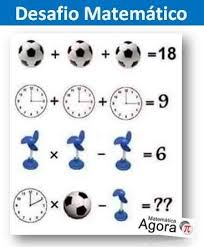 Desafio Matemático
+ + =18
+ + =9
× - =6
× - =??
Matemática
Agora π